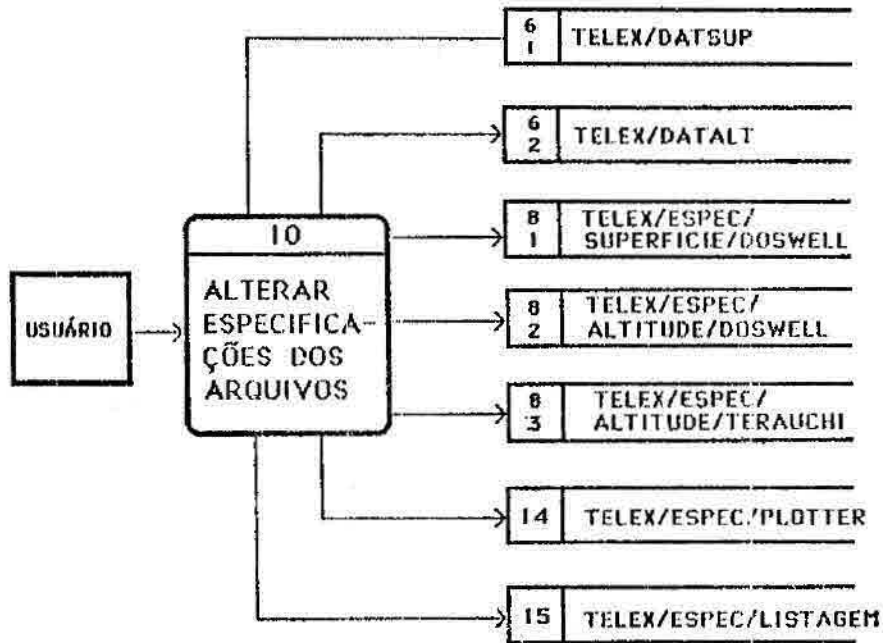 6
1
TELEX/DATSUP
6
2
TELEX/DATALT
10
8
1
TELEX/ESPEC/
SUPERFICIE/DOSWELL
USUÁRIO
ALTERAR
ESPECIFICA-
ÇÕES DOS
ARQUIVOS
8
2
TELEX/ESPEC/
ALTITUDE/DOSWELL
8
3
TELEX/ESPEC/
ALTITUDE/TERAUCHI
14
TELEX/ESPEC/PLOTTER
15
TELEX/ESPEC/LISTAGEM